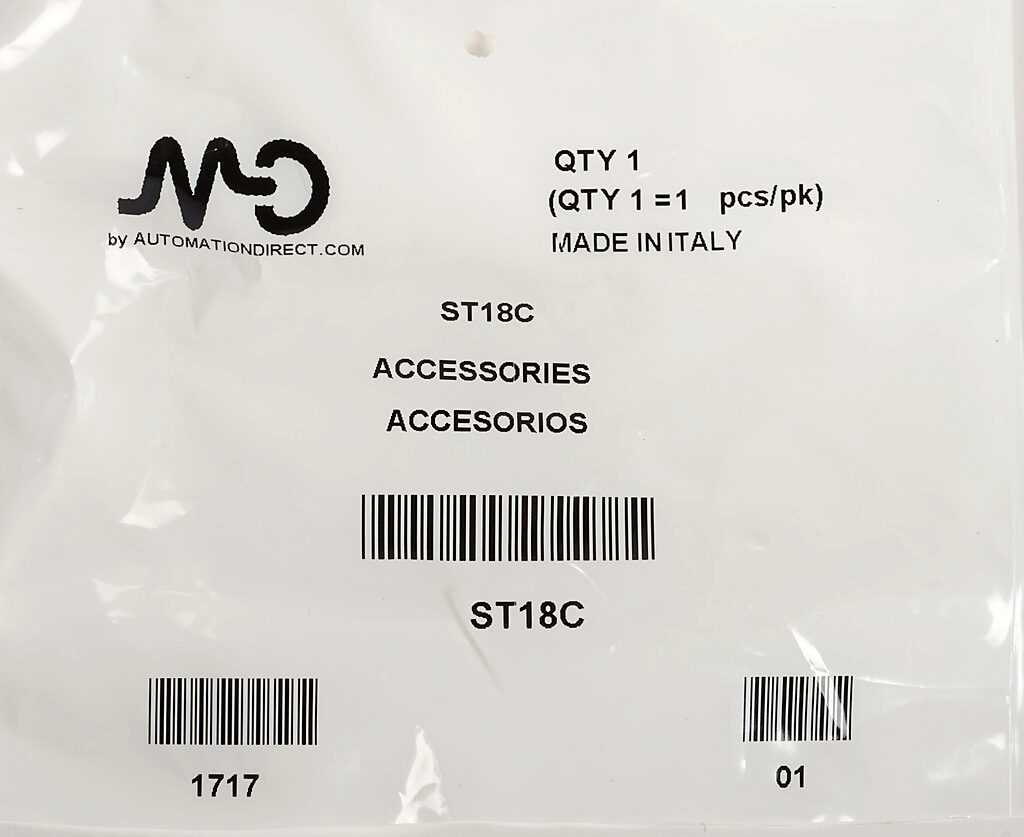 by AUTOMATIONDIRECT.COM
QTY 1
(QTY 1 = 1 pcs/pk)
MADE IN ITALY
ST18C
ACCESSORIES
ACCESORIOS
ST18C
1717
01